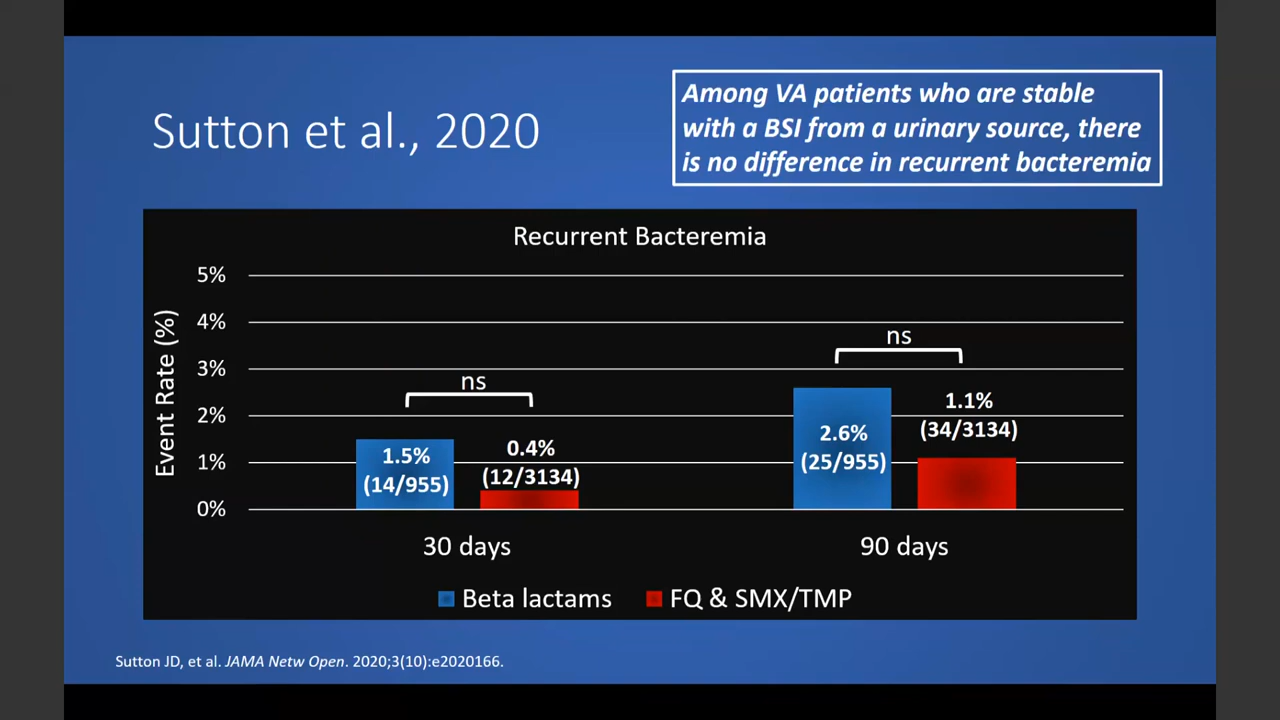 Sutton et al., 2020
Among VA patients who are stable
with a BSI from a urinary source, there
is no difference in recurrent bacteremia
Recurrent Bacteremia
Event Rate (%)
5%
4%
3%
2%
1%
0%
ns
1.5%
(14/955)
0.4%
(12/3134)
ns
2.6%
(25/955)
1.1%
(34/3134)
30 days
90 days
Beta lactams
FQ & SMX/TMP
Sutton JD, et al. JAMA Netw Open. 2020;3(10):e2020166.